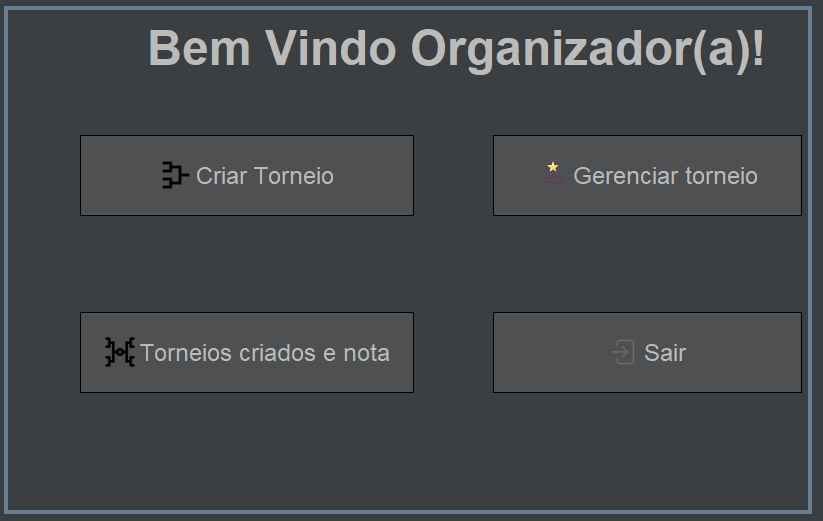 Bem Vindo Organizador(a)!
Criar Torneio
Gerenciar torneio
Torneios criados e nota
Sair